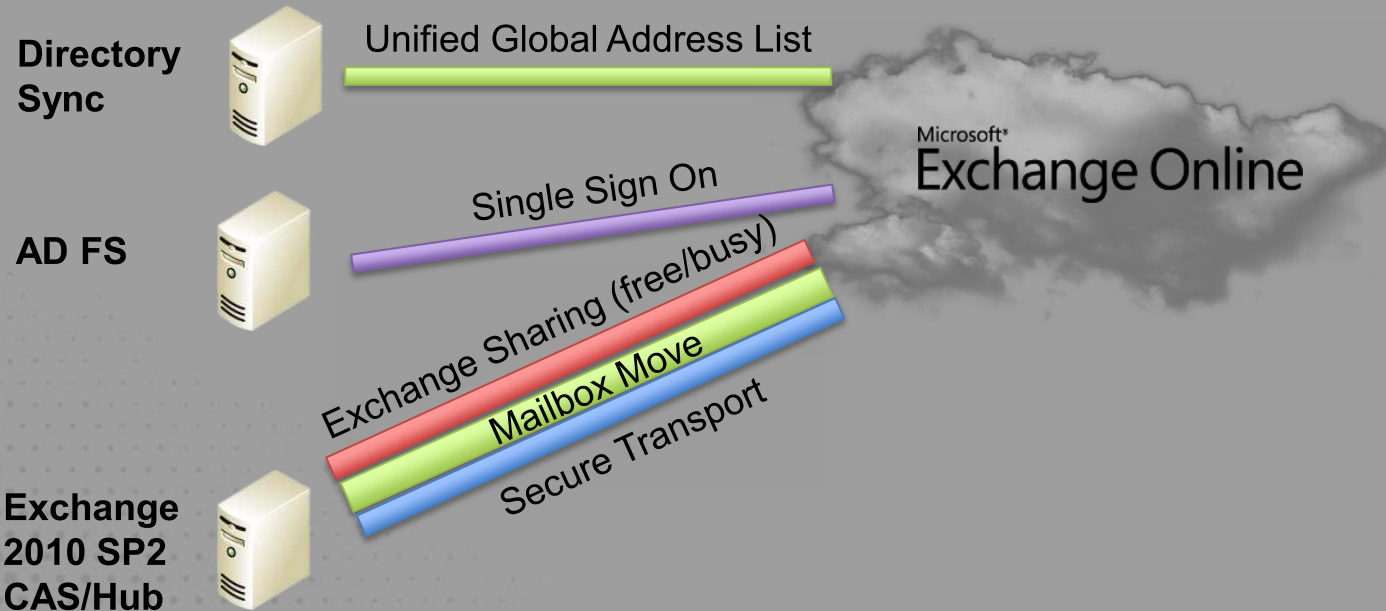 Directory
Sync
Unified Global Address List
Microsoft®
Exchange Online
AD FS
Single Sign On
Exchange Sharing (free/busy)
Mailbox Move
Secure Transport
Exchange
2010 SP2
CAS/Hub